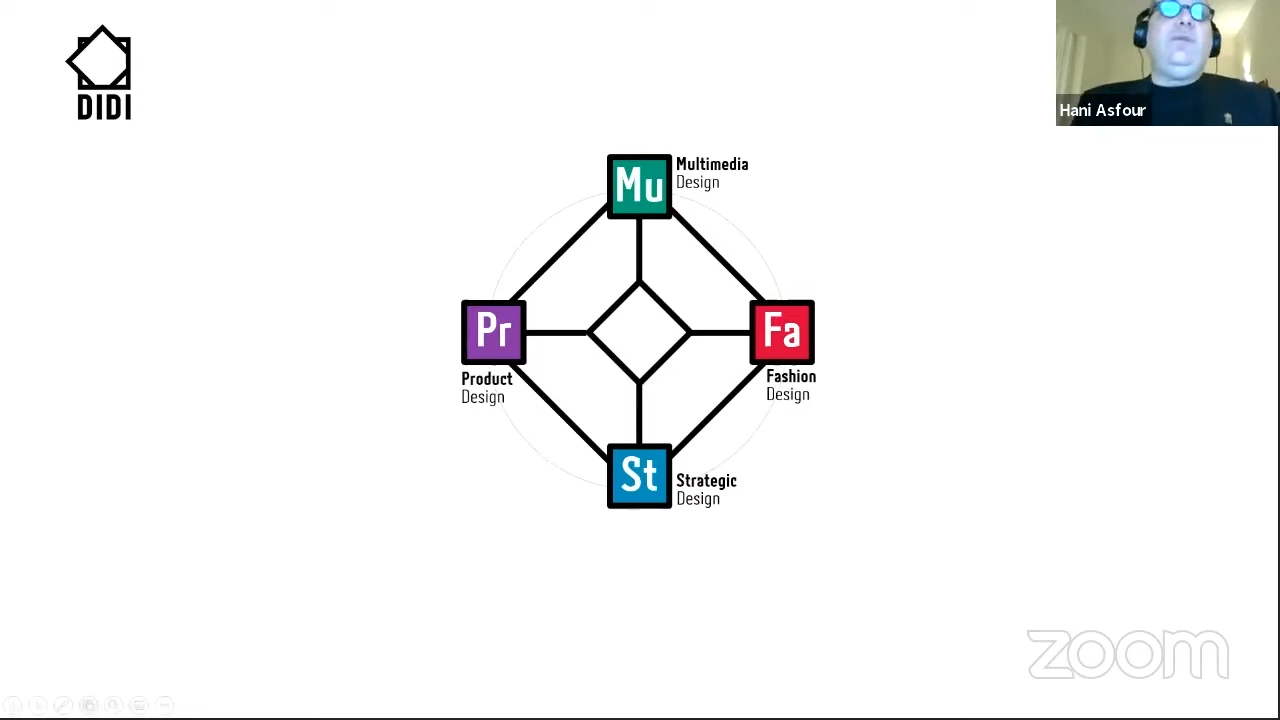 DIDI
Hani Asfour
Mu
Multimedia
Design
Pr
Product
Design
Fa
Fashion
Design
St
Strategic
Design
zoom